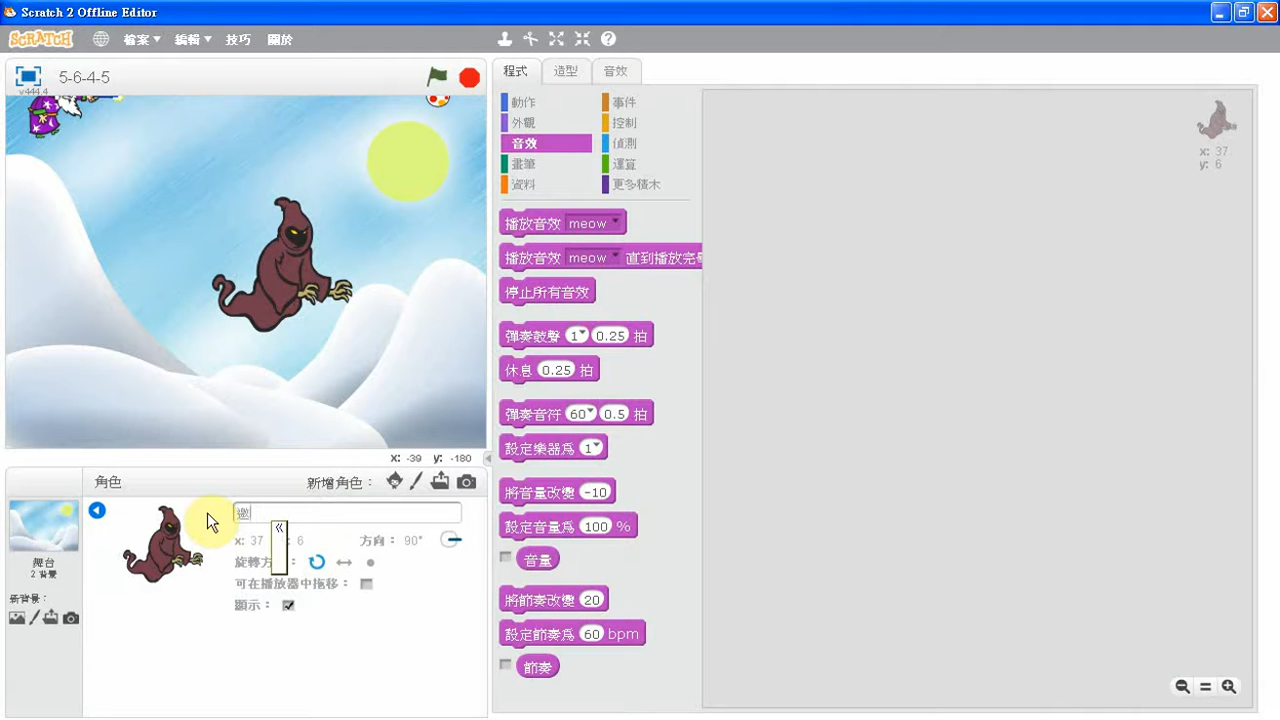 Scratch 2 Offline Editor
SCRATCH 檔案 編輯 技巧 關於
v444.4 5-6-4-5
程式 造型 音效
動作 事件
外觀 控制
音效 偵測
畫筆 運算
資料 更多積木
x: 37
y: 6
播放音效 meow
播放音效 meow 直到播放完畢
停止所有音效
彈奏鼓聲 1 0.25 拍
休息 0.25 拍
彈奏音符 60 0.5 拍
設定樂器為 1
將音量改變 -10
設定音量為 100 %
音量
將節奏改變 20
設定節奏為 60 bpm
節奏
x: -39 y: -180
角色 新增角色：
舞台
2 背景
新背景：
x: 37 : 6 方向： 90°
旋轉方 :
可在播放器中拖移：
顯示：